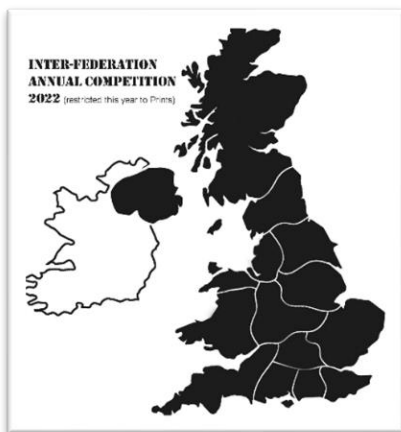 INTER-FEDERATION
ANNUAL COMPETITION
2022 (restricted this year to Prints)